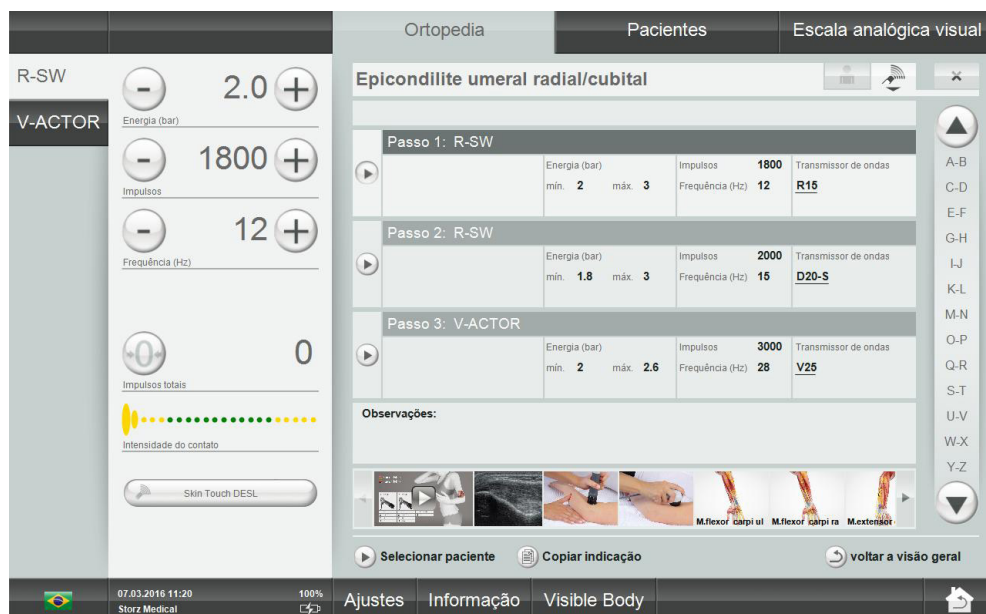 Ortopedia
Pacientes
Escala analógica visual
R-SW
V-ACTOR
- 2.0 +
Energia (bar)
- 1800 +
Impulsos
- 12 +
Frequência (Hz)
0 0
Impulsos totais
Intensidade do contato
Skin Touch DESL
Epicondilite umeral radial/cubital
Passo 1: R-SW
Energia (bar)
mín. 2 máx. 3
Impulsos 1800
Frequência (Hz) 12
Transmissor de ondas
R15
Passo 2: R-SW
Energia (bar)
mín. 1.8 máx. 3
Impulsos 2000
Frequência (Hz) 15
Transmissor de ondas
D20-S
Passo 3: V-ACTOR
Energia (bar)
mín. 2 máx. 2.6
Impulsos 3000
Frequência (Hz) 28
Transmissor de ondas
V25
Observações:
M.flexor carpi ul
M.flexor carpi ra
M.extensor
Selecionar paciente
Copiar indicação
voltar a visão geral
×
A-B
C-D
E-F
G-H
I-J
K-L
M-N
O-P
Q-R
S-T
U-V
W-X
Y-Z
07.03.2016 11:20
100%
Storz Medical
Ajustes
Informação
Visible Body